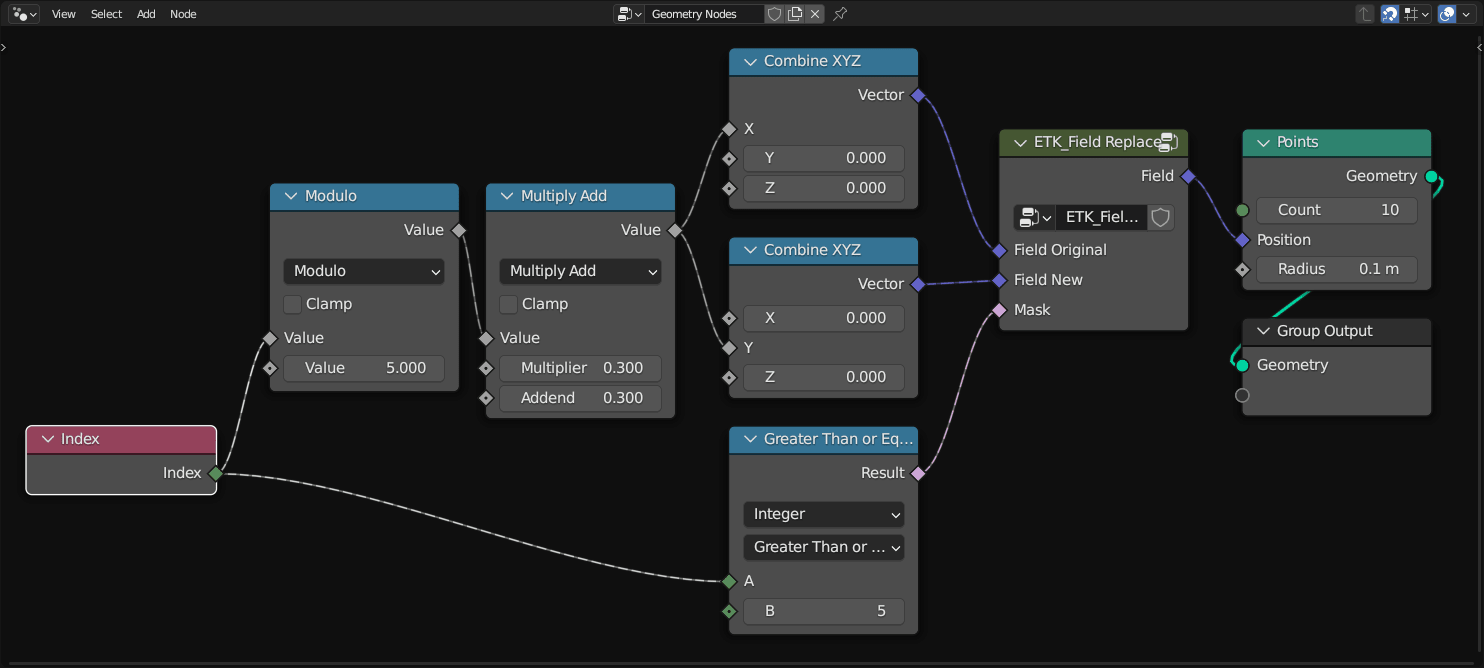 View Select Add Node Geometry Nodes
Combine XYZ
Vector
X
Y 0.000
Z 0.000
ETK_Field Replace
Field
ETK_Fiel...
Field Original
Field New
Mask
Points
Geometry
Count 10
Position
Radius 0.1 m
Modulo
Value
Modulo
Clamp
Value
Value 5.000
Multiply Add
Value
Multiply Add
Clamp
Value
Multiplier 0.300
Addend 0.300
Combine XYZ
Vector
X 0.000
Y
Z 0.000
Group Output
Geometry
Index
Index
Greater Than or Eq...
Result
Integer
Greater Than or ...
A
B 5